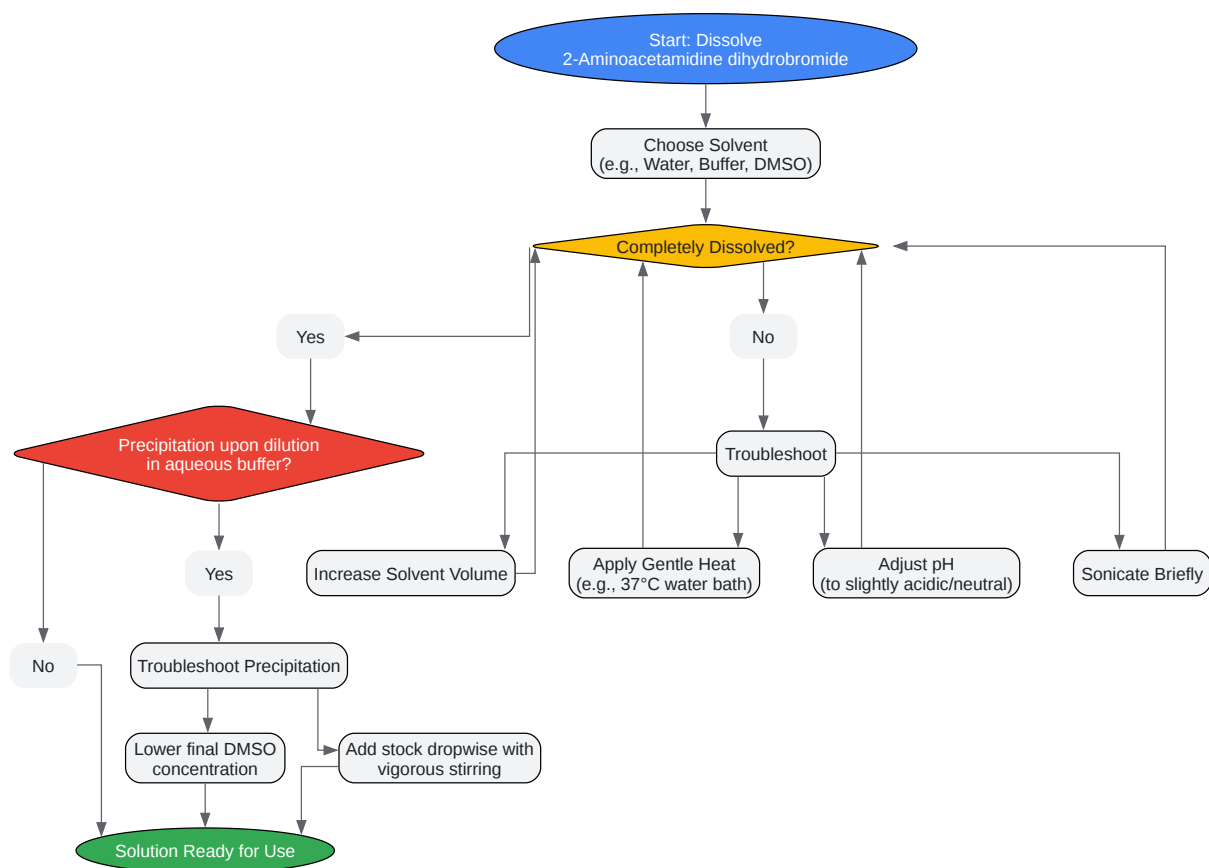 Start: Dissolve
2-Aminoacetamidine dihydrobromide
Choose Solvent
(e.g., Water, Buffer, DMSO)
Completely Dissolved?
Yes
No
Precipitation upon dilution
in aqueous buffer?
Troubleshoot
Yes
Increase Solvent Volume
Apply Gentle Heat
(e.g., 37°C water bath)
Adjust pH
(to slightly acidic/neutral)
Sonicate Briefly
No
Troubleshoot Precipitation
Lower final DMSO
concentration
Add stock dropwise with
vigorous stirring
Solution Ready for Use